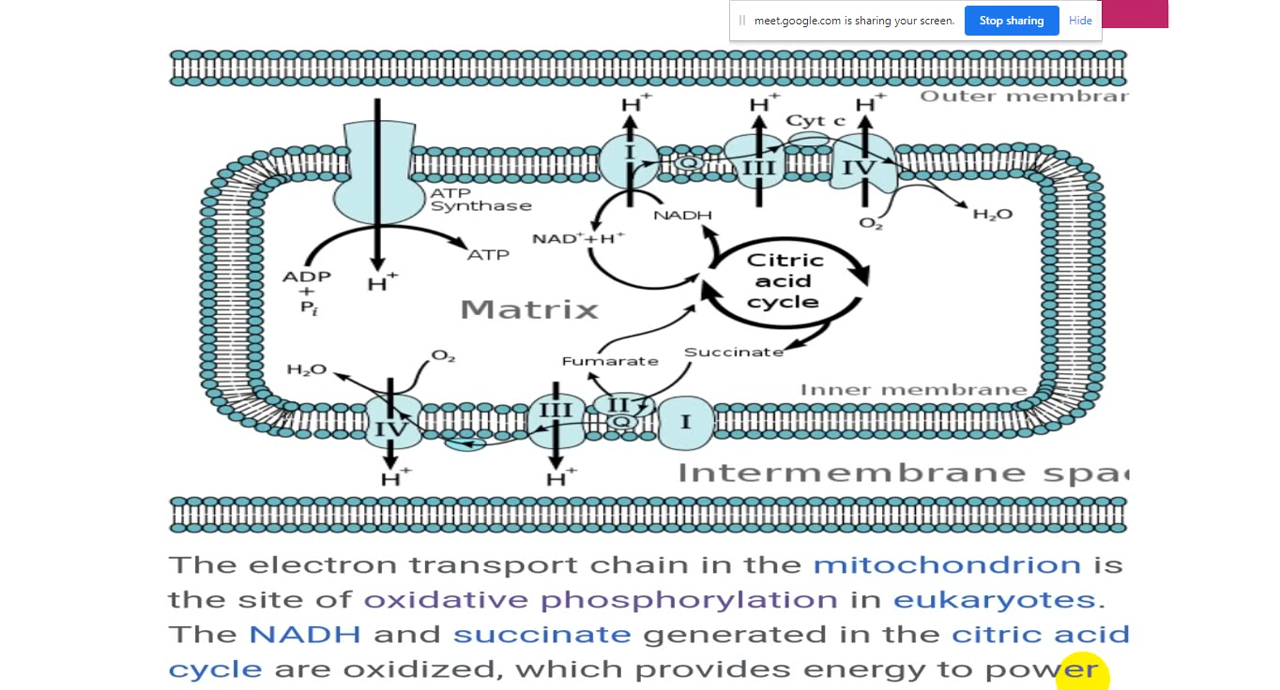 meet.google.com is sharing your screen. Stop sharing Hide
Outer membrar
H+ H+ H+
Cyt c
I Q III IV
ATP
Synthase
NADH
O2 H2O
NAD+ + H+
ATP
ADP
+
Pi
H+
Citric
acid
cycle
Matrix
H2O O2
Fumarate Succinate
Inner membrane
IV III II Q I
H+ H+
Intermembrane spa
The electron transport chain in the mitochondrion is
the site of oxidative phosphorylation in eukaryotes.
The NADH and succinate generated in the citric acid
cycle are oxidized, which provides energy to power